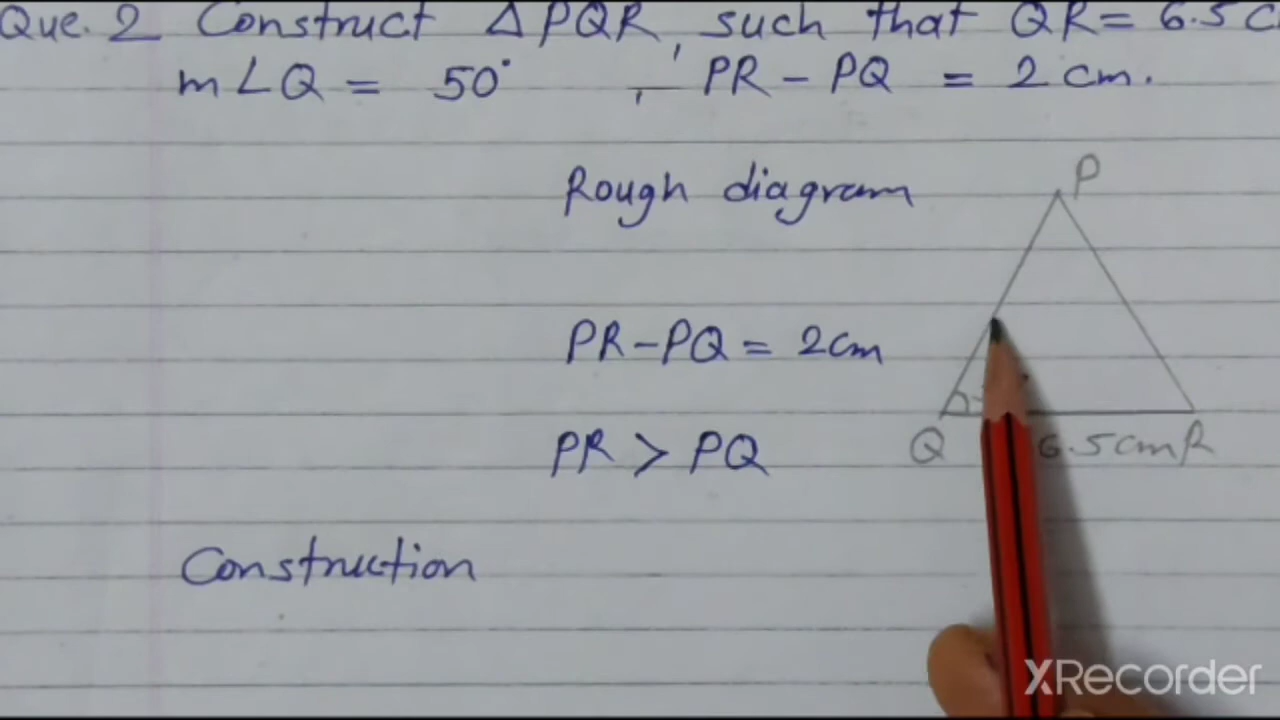 Que. 2 Construct △PQR, such that QR = 6.5 c
m∠Q = 50° , PR - PQ = 2 cm.
Rough diagram
P
PR-PQ = 2cm
Q 6.5cm R
PR > PQ
Construction
XRecorder